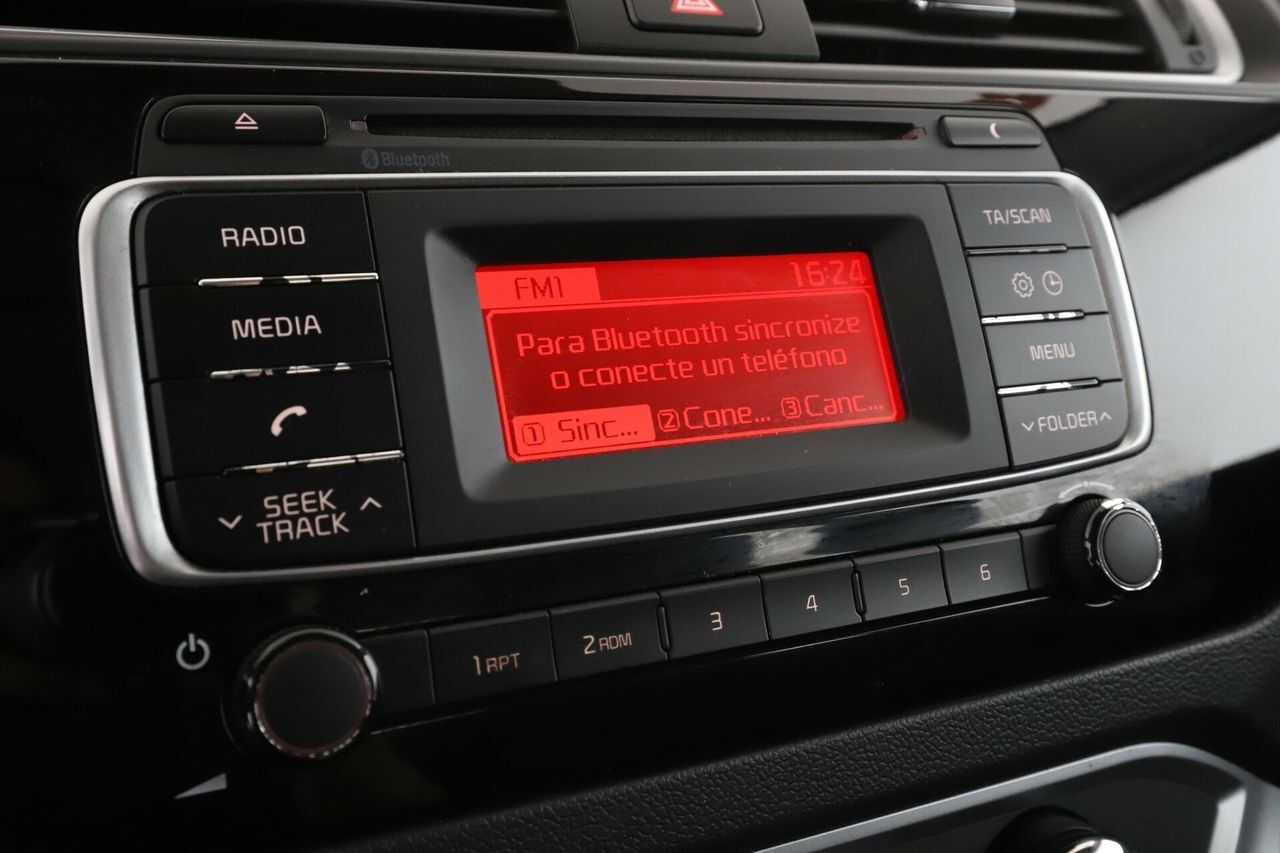 Bluetooth
RADIO
MEDIA
SEEK
TRACK
FM1 16:24
Para Bluetooth sincronize
o conecte un teléfono
1 Sinc... 2 Cone... 3 Canc...
TA/SCAN
MENU
FOLDER
1 RPT
2 RDM
3
4
5
6